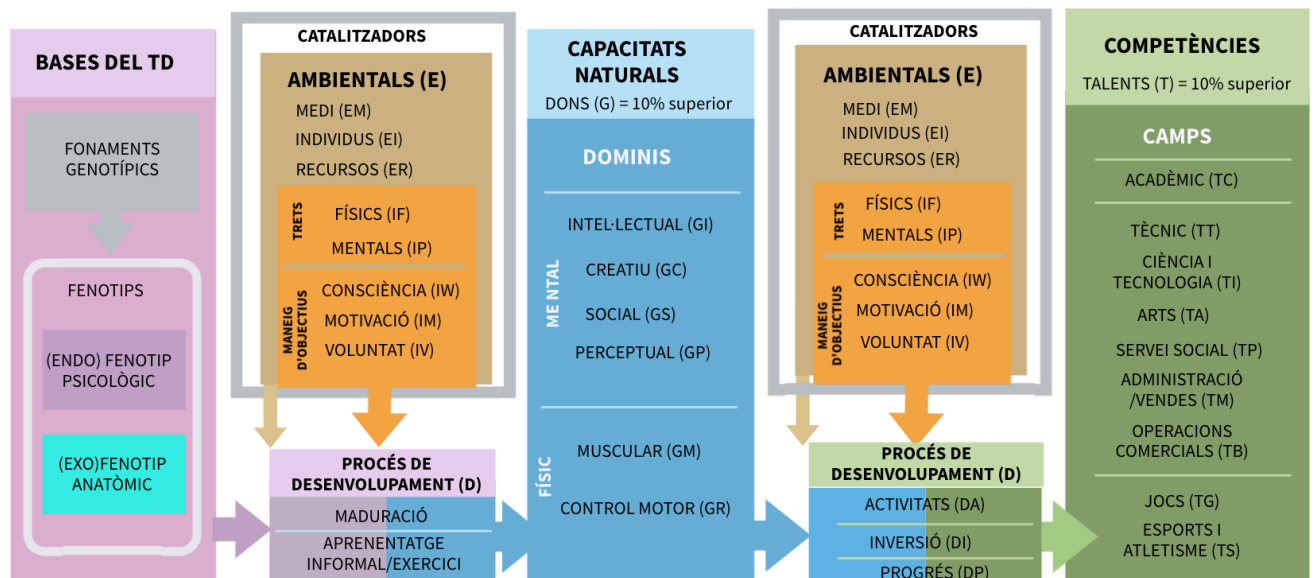 BASES DEL TD
FONAMENTS
GENOTÍPICS
FENOTIPS
(ENDO) FENOTIP
PSICOLÒGIC
(EXO)FENOTIP
ANATÒMIC
CATALITZADORS
AMBIENTALS (E)
MEDI (EM)
INDIVIDUS (EI)
RECURSOS (ER)
TRETS
FÍSICS (IF)
MENTALS (IP)
MANEIG
D'OBJECTIUS
CONSCIÈNCIA (IW)
MOTIVACIÓ (IM)
VOLUNTAT (IV)
PROCÉS DE
DESENVOLUPAMENT (D)
MADURACIÓ
APRENENTATGE
INFORMAL/EXERCICI
CAPACITATS
NATURALS
DONS (G) = 10% superior
DOMINIS
MENTAL
INTEL·LECTUAL (GI)
CREATIU (GC)
SOCIAL (GS)
PERCEPTUAL (GP)
FÍSIC
MUSCULAR (GM)
CONTROL MOTOR (GR)
CATALITZADORS
AMBIENTALS (E)
MEDI (EM)
INDIVIDUS (EI)
RECURSOS (ER)
TRETS
FÍSICS (IF)
MENTALS (IP)
MANEIG
D'OBJECTIUS
CONSCIÈNCIA (IW)
MOTIVACIÓ (IM)
VOLUNTAT (IV)
PROCÉS DE
DESENVOLUPAMENT (D)
ACTIVITATS (DA)
INVERSIÓ (DI)
PROGRÉS (DP)
COMPETÈNCIES
TALENTS (T) = 10% superior
CAMPS
ACADÈMIC (TC)
TÈCNIC (TT)
CIÈNCIA I
TECNOLOGIA (TI)
ARTS (TA)
SERVEI SOCIAL (TP)
ADMINISTRACIÓ
/VENDES (TM)
OPERACIONS
COMERCIALS (TB)
JOCS (TG)
ESPORTS I
ATLETISME (TS)